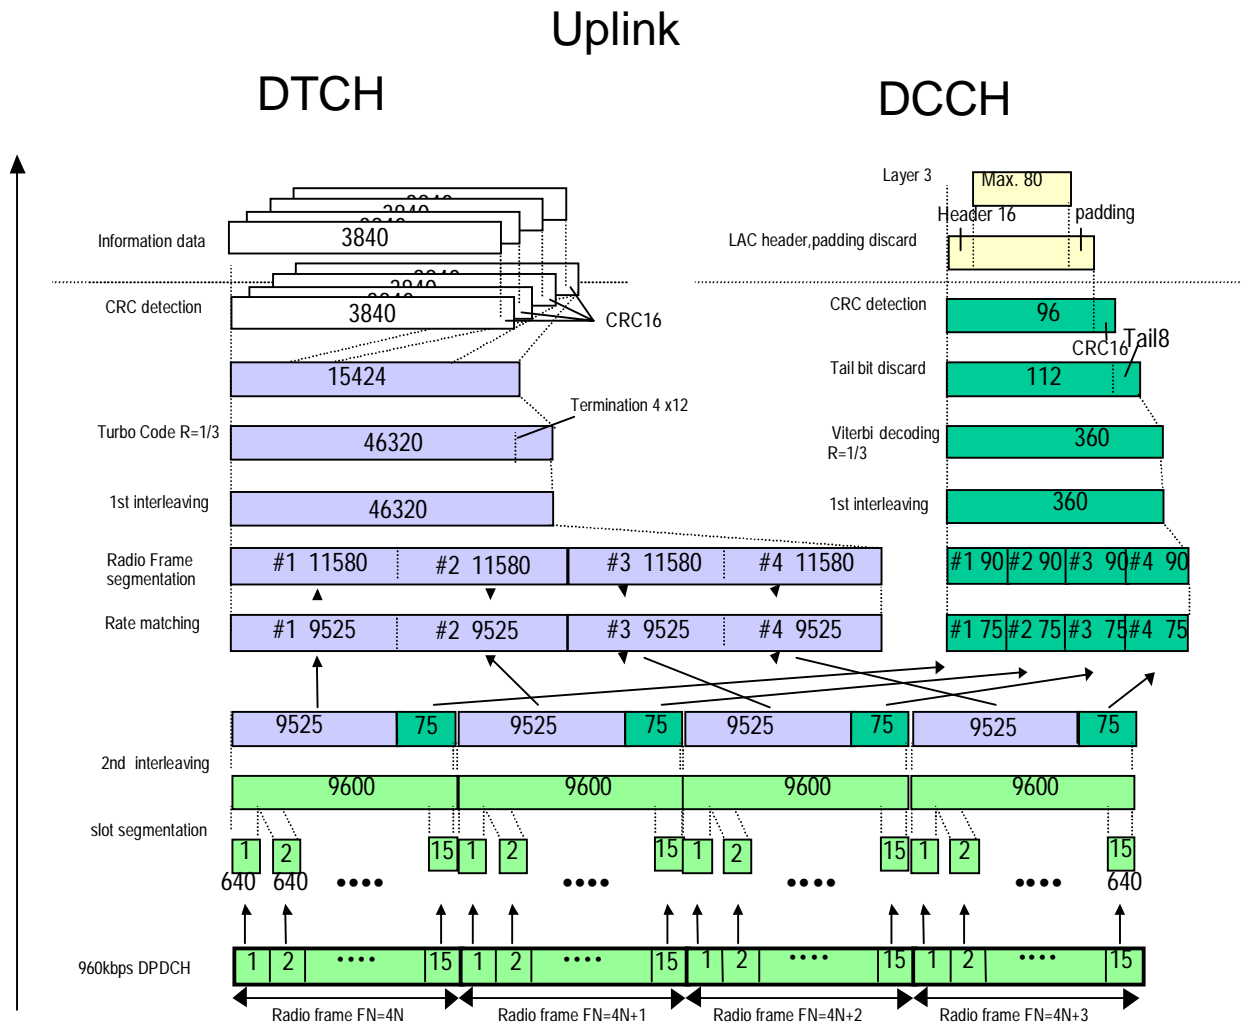 Uplink
DTCH
DCCH
Layer 3
Max. 80
Header 16
padding
Information data
3840
LAC header,padding discard
CRC detection
3840
CRC16
CRC detection
96
CRC16
Tail8
15424
Tail bit discard
112
Termination 4 x12
Turbo Code R=1/3
46320
Viterbi decoding
R=1/3
360
1st interleaving
46320
1st interleaving
360
Radio Frame
segmentation
#1 11580
#2 11580
#3 11580
#4 11580
#1 90
#2 90
#3 90
#4 90
Rate matching
#1 9525
#2 9525
#3 9525
#4 9525
#1 75
#2 75
#3 75
#4 75
9525
75
9525
75
9525
75
9525
75
2nd interleaving
9600
9600
9600
9600
slot segmentation
1
2
15
1
2
15
1
2
15
1
2
15
640
640
••••
••••
••••
••••
640
960kbps DPDCH
1
2
••••
15
1
2
••••
15
1
2
••••
15
1
2
••••
15
Radio frame FN=4N
Radio frame FN=4N+1
Radio frame FN=4N+2
Radio frame FN=4N+3